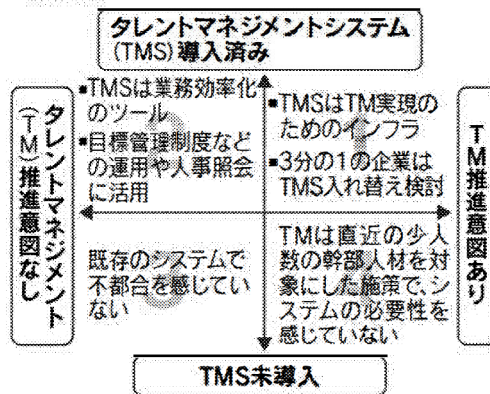 タレントマネジメントシステム
(TMS)導入済み
タレントマネジメント
(TM)推進意図なし
■TMSは業務効率化
のツール
■目標管理制度など
の運用や人事照会
に活用
■TMSはTM実現の
ためのインフラ
■3分の1の企業は
TMS入れ替え検討
TM推進意図あり
既存のシステムで
不都合を感じてい
ない
TMは直近の少人
数の幹部人材を対
象にした施策で、シ
ステムの必要性を
感じていない
TMS未導入